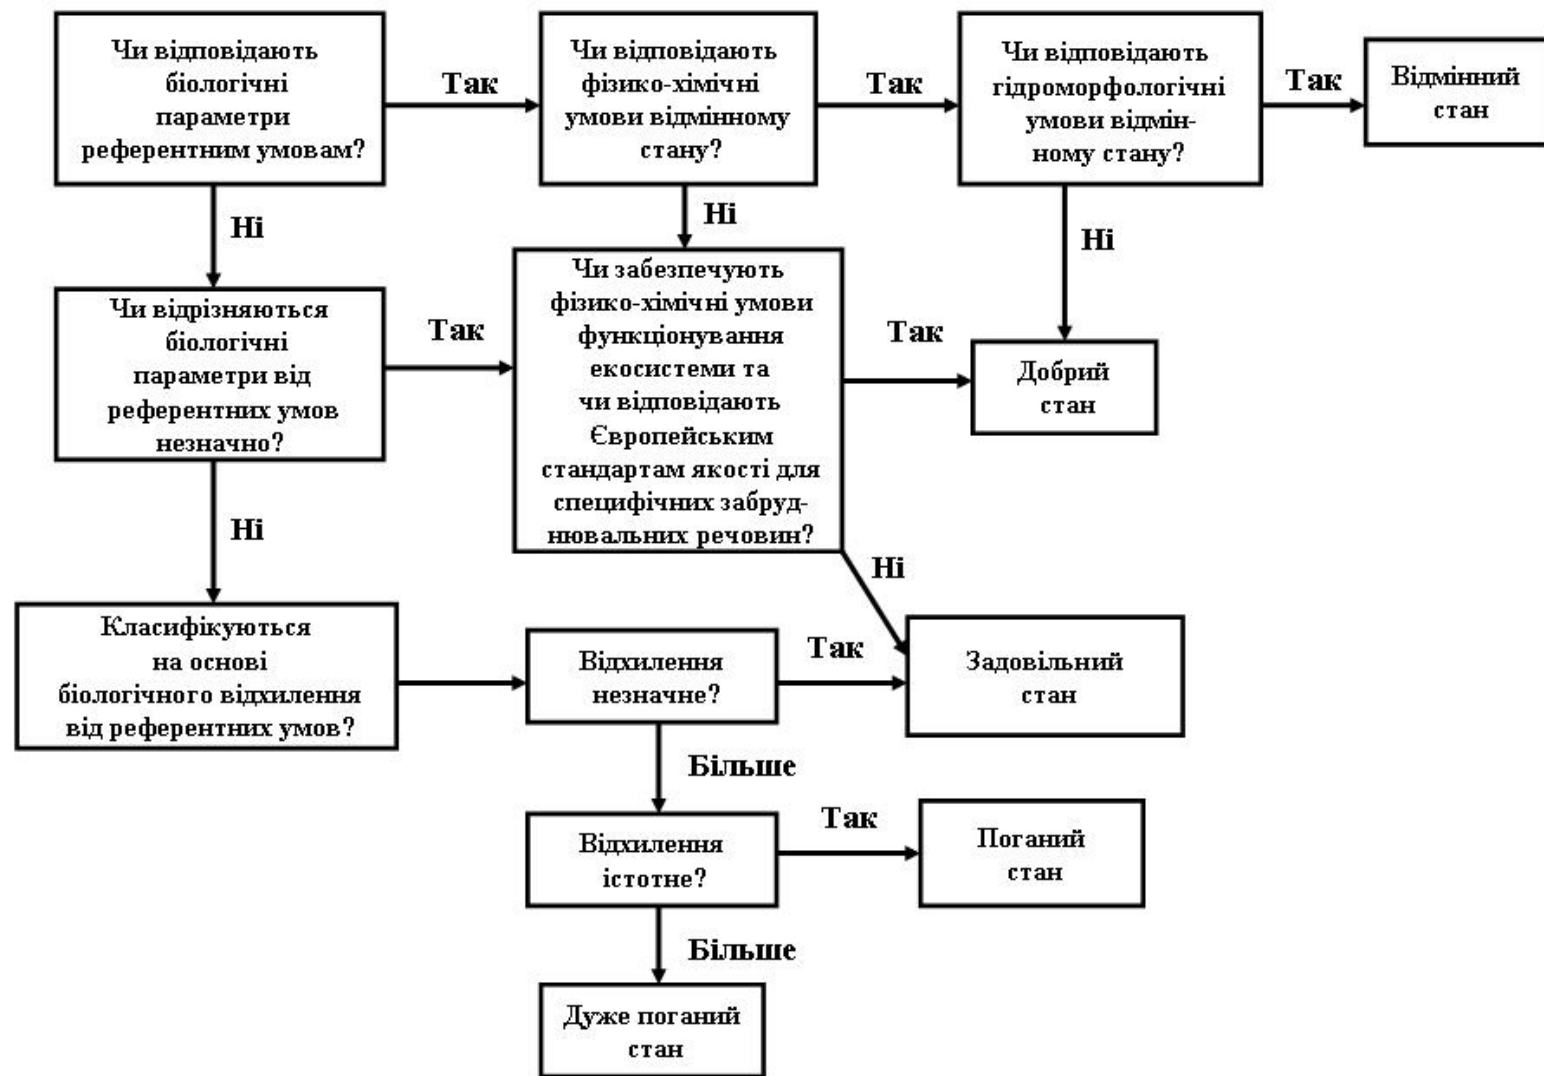 Чи відповідають
біологічні
параметри
референтним умовам?
Так
Чи відповідають
фізико-хімічні
умови відмінному
стану?
Так
Чи відповідають
гідроморфологічні
умови відмін-
ному стану?
Так
Відмінний
стан
Ні
Ні
Ні
Чи відрізняються
біологічні
параметри від
референтних умов
незначно?
Так
Чи забезпечують
фізико-хімічні умови
функціонування
екосистеми та
чи відповідають
Європейським
стандартам якості для
специфічних забруд-
нювальних речовин?
Так
Добрий
стан
Ні
Ні
Класифікуються
на основі
біологічного відхилення
від референтних умов?
Відхилення
незначне?
Так
Задовільний
стан
Більше
Відхилення
істотне?
Так
Поганий
стан
Більше
Дуже поганий
стан